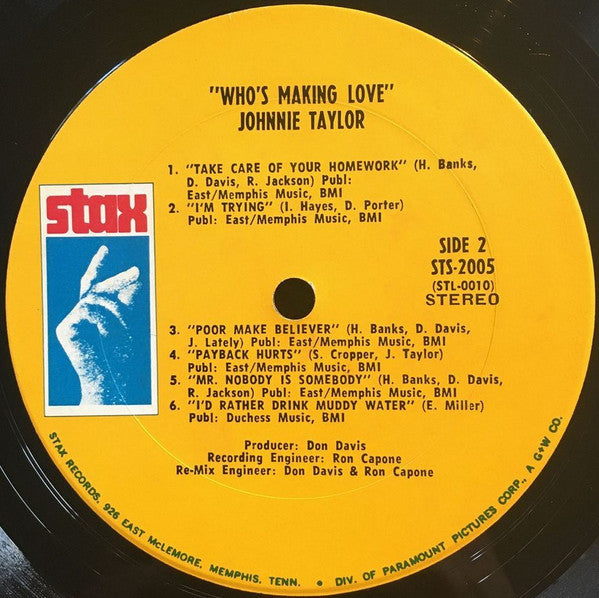 "WHO'S MAKING LOVE"
JOHNNIE TAYLOR
1. "TAKE CARE OF YOUR HOMEWORK" (H. Banks,
D. Davis, R. Jackson) Publ:
East/Memphis Music, BMI
2. "I'M TRYING" (I. Hayes, D. Porter)
Publ: East/Memphis Music, BMI
stax
SIDE 2
STS-2005
(STL-0010)
STEREO
3. "POOR MAKE BELIEVER" (H. Banks, D. Davis,
J. Lately) Publ: East/Memphis Music, BMI
4. "PAYBACK HURTS" (S. Cropper, J. Taylor)
Publ: East/Memphis Music, BMI
5. "MR. NOBODY IS SOMEBODY" (H. Banks, D. Davis,
R. Jackson) Publ: East/Memphis Music, BMI
6. "I'D RATHER DRINK MUDDY WATER" (E. Miller)
Publ: Duchess Music, BMI
Producer: Don Davis
Recording Engineer: Ron Capone
Re-Mix Engineer: Don Davis & Ron Capone
STAX RECORDS, 926 EAST McLEMORE, MEMPHIS, TENN. • DIV. OF PARAMOUNT PICTURES CORP., A G+W CO.